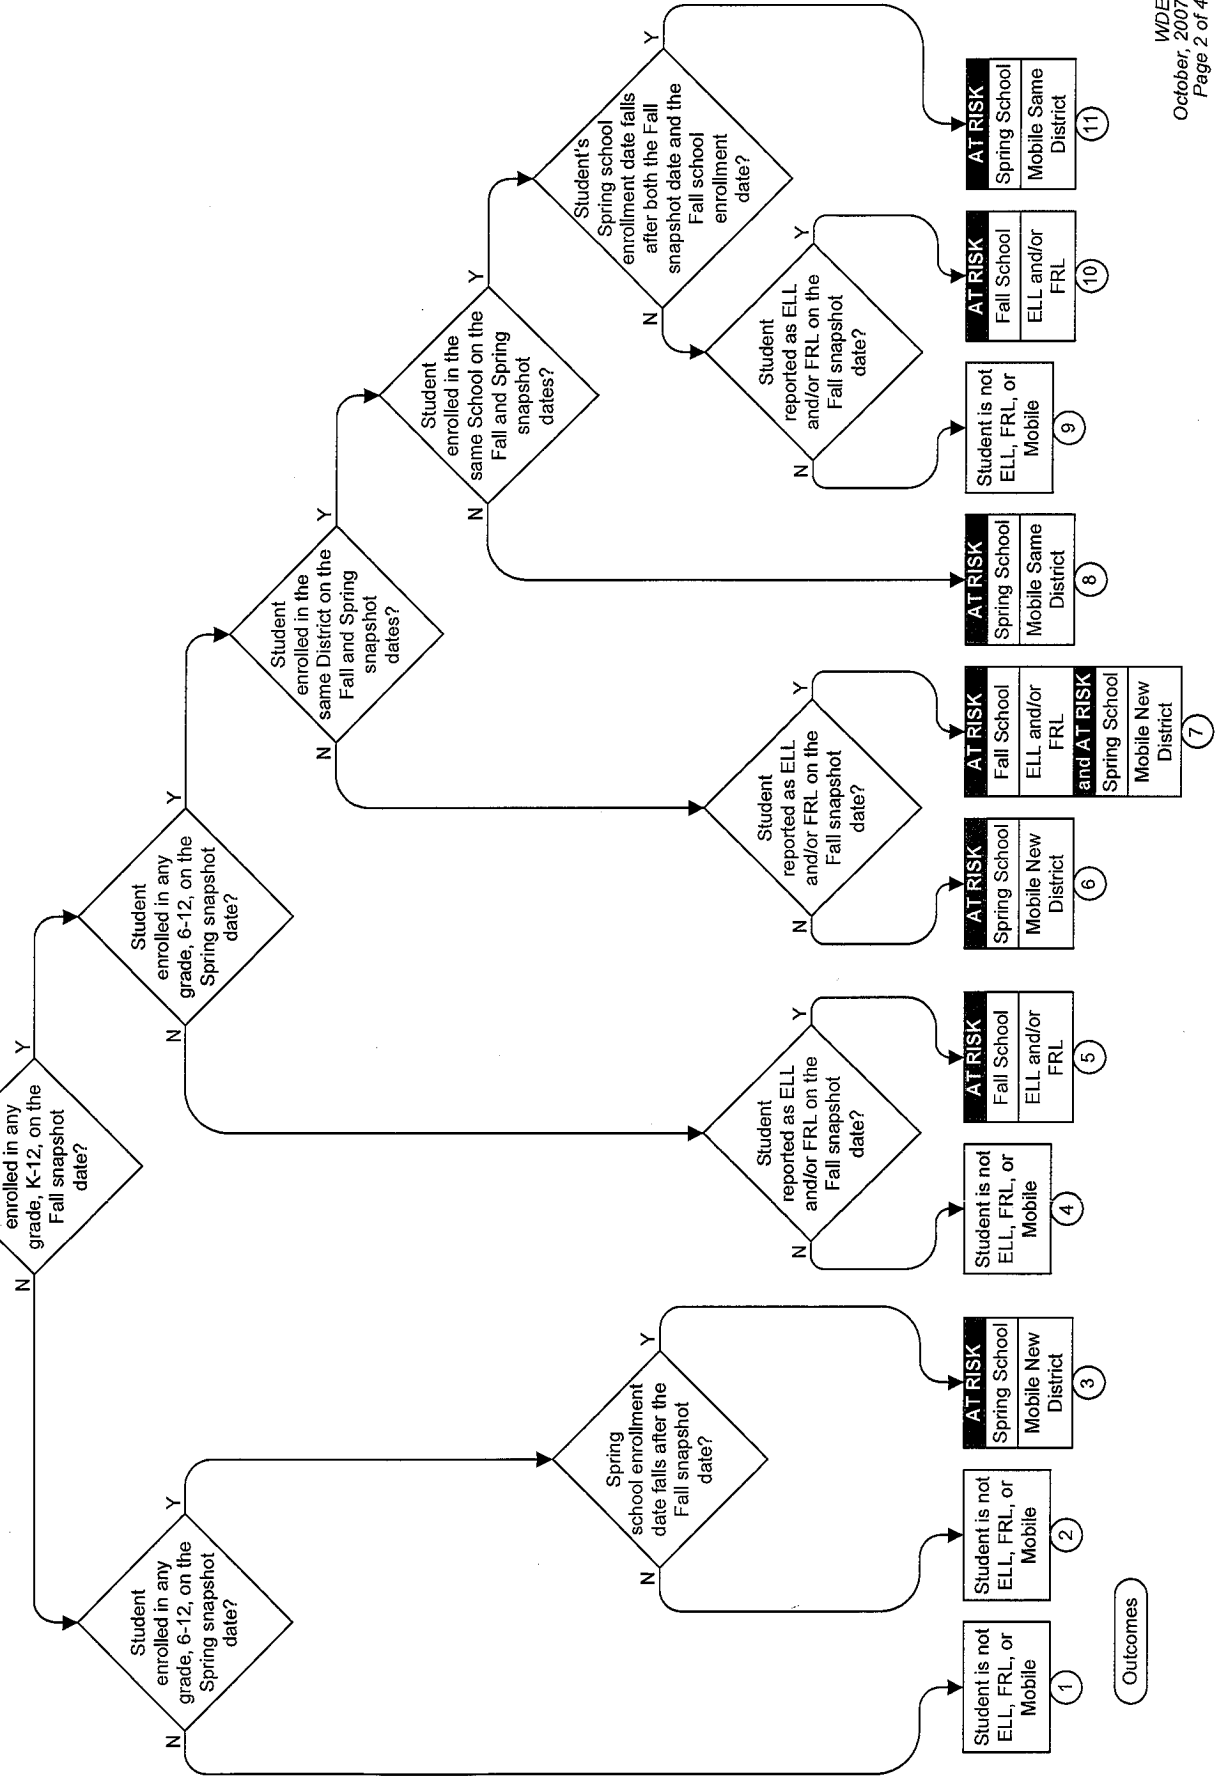 enrolled in any
grade, K-12, on the
Fall snapshot
date?
N
Y
Student
enrolled in any
grade, 6-12, on the
Spring snapshot
date?
N
Y
Student
enrolled in any
grade, 6-12, on the
Spring snapshot
date?
N
Y
Student
enrolled in the
same District on the
Fall and Spring
snapshot
dates?
N
Y
Student
enrolled in the
same School on the
Fall and Spring
snapshot
dates?
N
Y
Spring
school enrollment
date falls after the
Fall snapshot
date?
N
Y
Student's
Spring school
enrollment date falls
after both the Fall
snapshot date and the
Fall school
enrollment
date?
N
Y
Student
reported as ELL
and/or FRL on the
Fall snapshot
date?
N
Y
Student
reported as ELL
and/or FRL on the
Fall snapshot
date?
N
Y
Student
reported as ELL
and/or FRL on the
Fall snapshot
date?
N
Y
Student is not
ELL, FRL, or
Mobile
1
Student is not
ELL, FRL, or
Mobile
2
AT RISK
Spring School
Mobile New
District
3
Student is not
ELL, FRL, or
Mobile
4
AT RISK
Fall School
ELL and/or
FRL
5
AT RISK
Spring School
Mobile New
District
6
AT RISK
Fall School
ELL and/or
FRL
and AT RISK
Spring School
Mobile New
District
7
AT RISK
Spring School
Mobile Same
District
8
Student is not
ELL, FRL, or
Mobile
9
AT RISK
Fall School
ELL and/or
FRL
10
AT RISK
Spring School
Mobile Same
District
11
Outcomes
WDE
October, 2007
Page 2 of 4